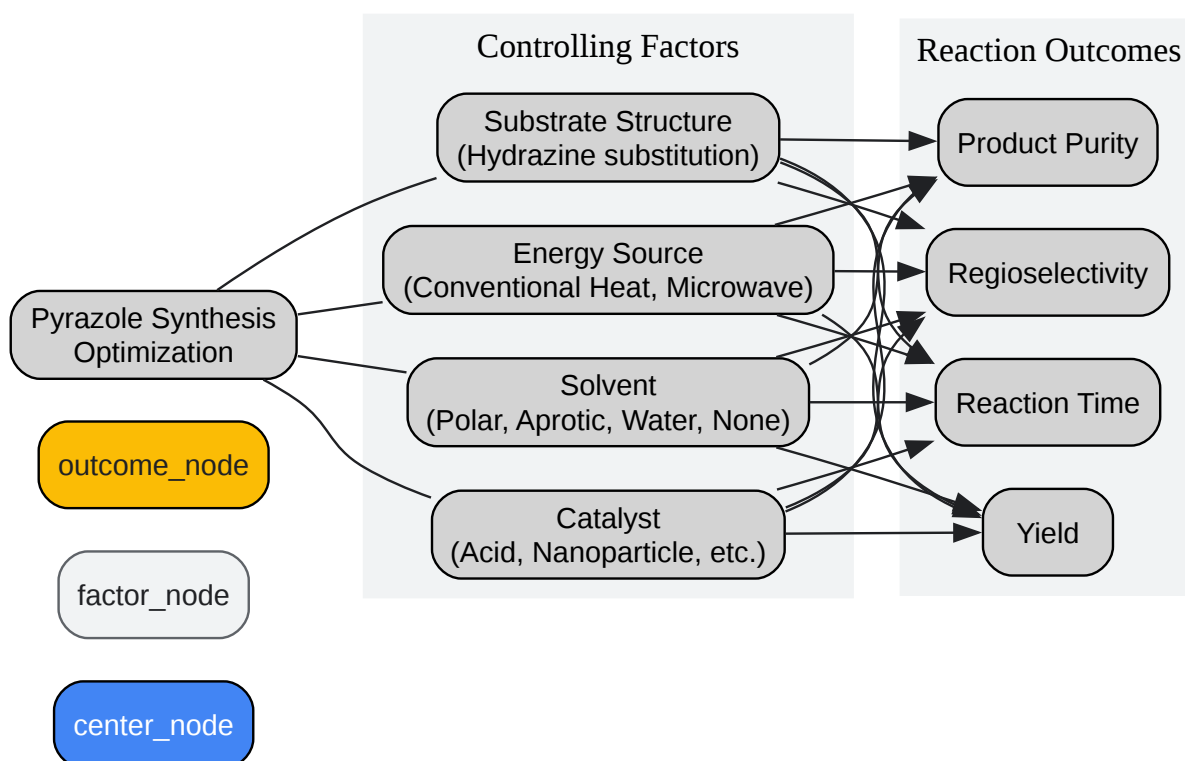 Controlling Factors
Reaction Outcomes
Substrate Structure
(Hydrazine substitution)
Product Purity
Energy Source
(Conventional Heat, Microwave)
Regioselectivity
Pyrazole Synthesis
Optimization
Solvent
(Polar, Aprotic, Water, None)
Reaction Time
outcome_node
Catalyst
(Acid, Nanoparticle, etc.)
Yield
factor_node
center_node